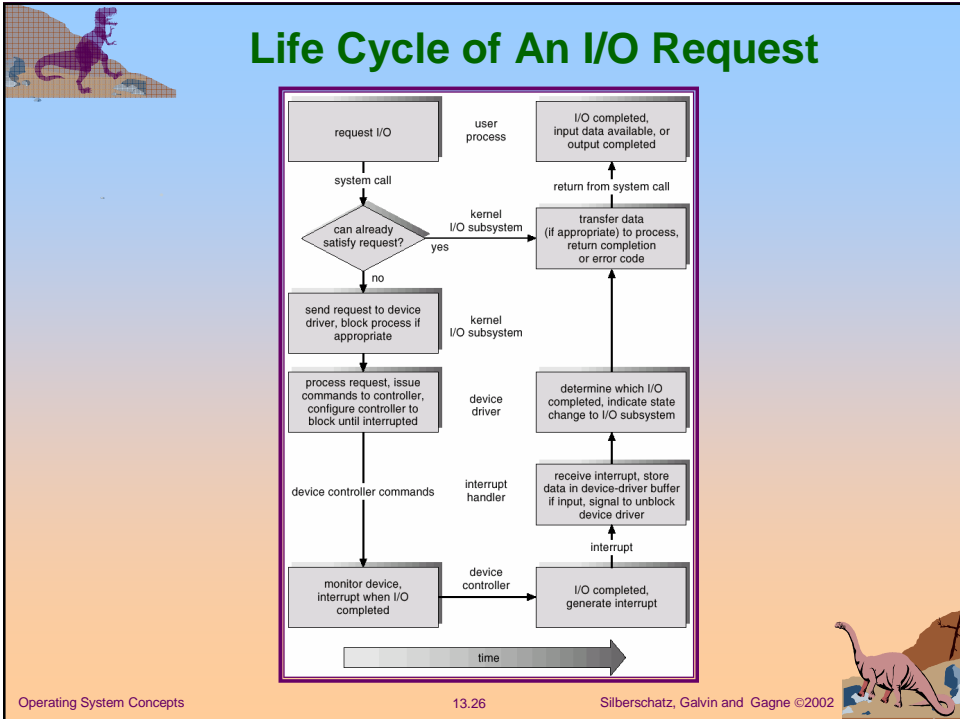 Life Cycle of An I/O Request
request I/O
user
process
I/O completed,
input data available, or
output completed
system call
return from system call
can already
satisfy request?
kernel
I/O subsystem
yes
transfer data
(if appropriate) to process,
return completion
or error code
no
send request to device
driver, block process if
appropriate
kernel
I/O subsystem
process request, issue
commands to controller,
configure controller to
block until interrupted
device
driver
determine which I/O
completed, indicate state
change to I/O subsystem
device controller commands
interrupt
handler
receive interrupt, store
data in device-driver buffer
if input, signal to unblock
device driver
interrupt
monitor device,
interrupt when I/O
completed
device
controller
I/O completed,
generate interrupt
time
Operating System Concepts
13.26
Silberschatz, Galvin and Gagne ©2002